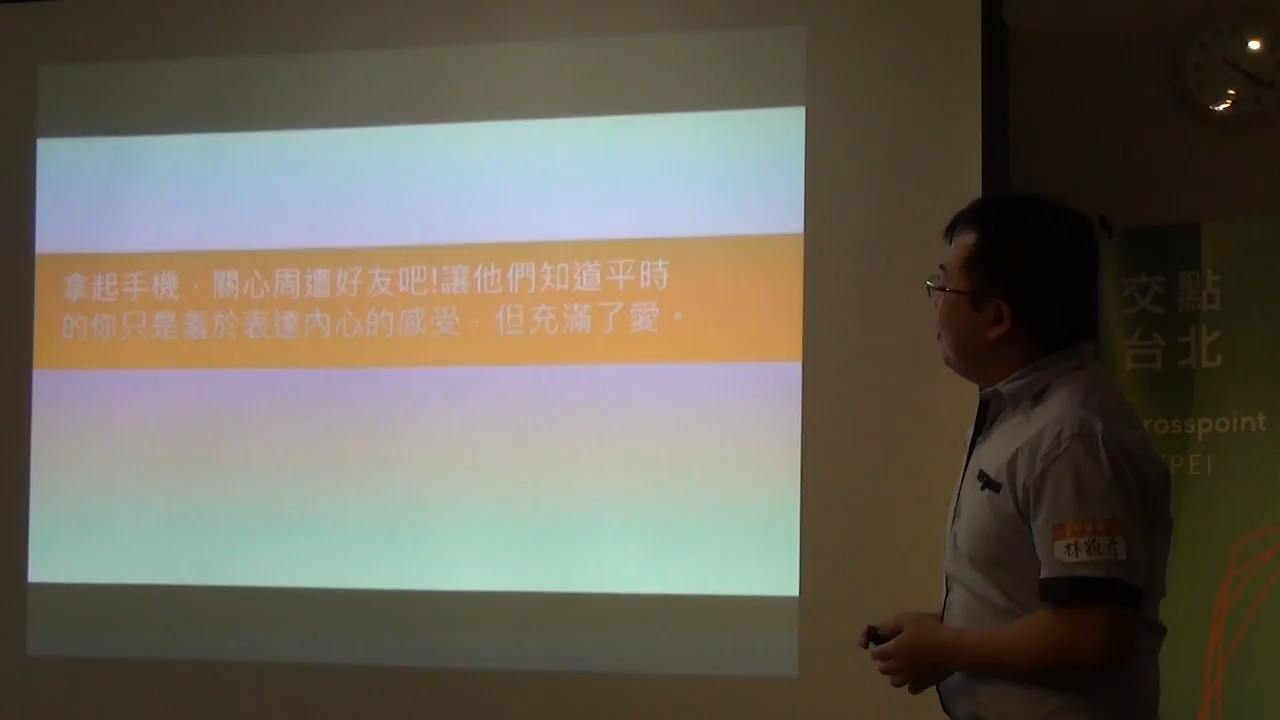 拿起手機，關心周遭好友吧!讓他們知道平時
的你只是羞於表達內心的感受，但充滿了愛。
交點
台北
rosspoint
IPEI